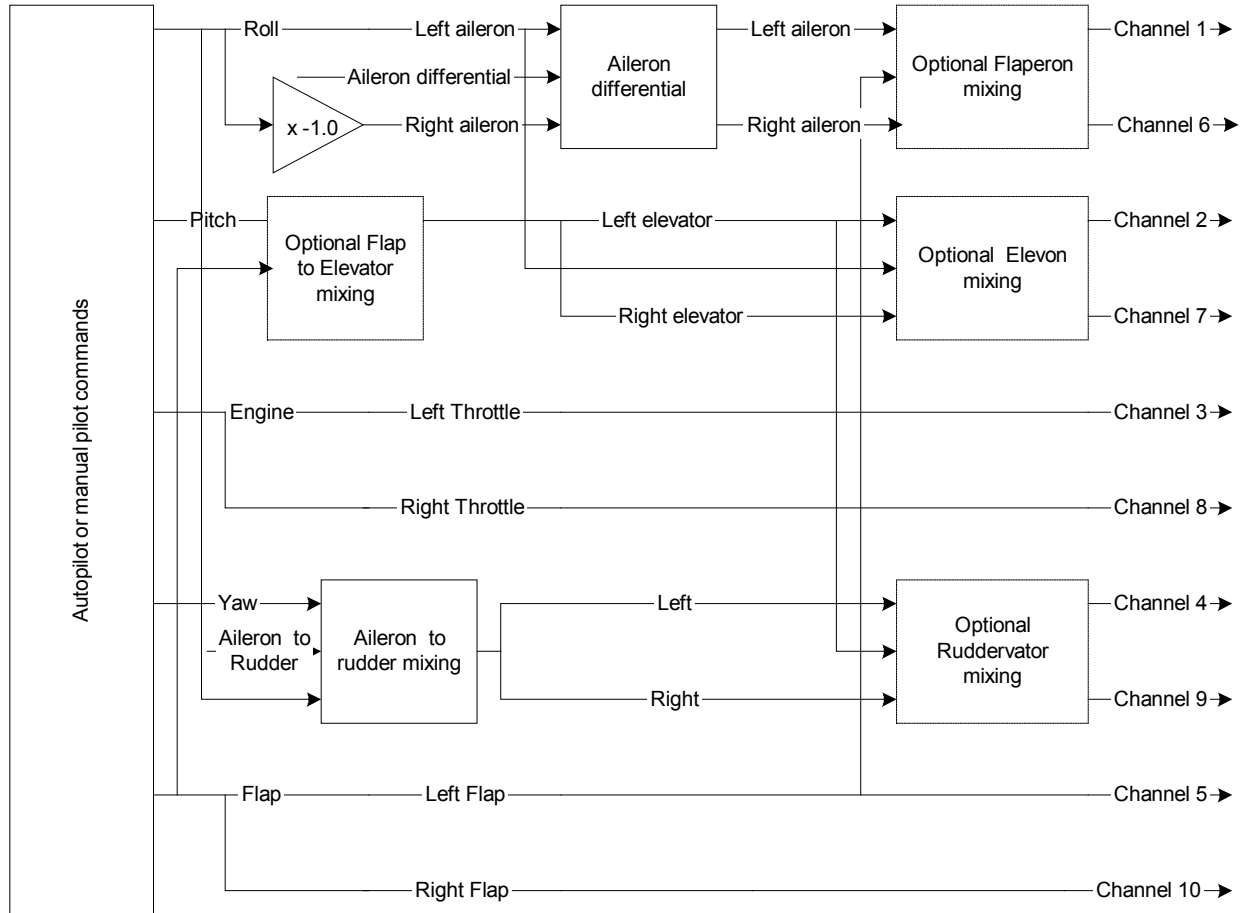 Autopilot or manual pilot commands
Roll
Left aileron
Left aileron
Channel 1
Aileron differential
x -1.0
Right aileron
Aileron
differential
Right aileron
Optional Flaperon
mixing
Channel 6
Pitch
Optional Flap
to Elevator
mixing
Left elevator
Right elevator
Optional Elevon
mixing
Channel 2
Channel 7
Engine
Left Throttle
Channel 3
Right Throttle
Channel 8
Yaw
Aileron to
Rudder
Aileron to
rudder mixing
Left
Right
Optional
Ruddervator
mixing
Channel 4
Channel 9
Flap
Left Flap
Channel 5
Right Flap
Channel 10